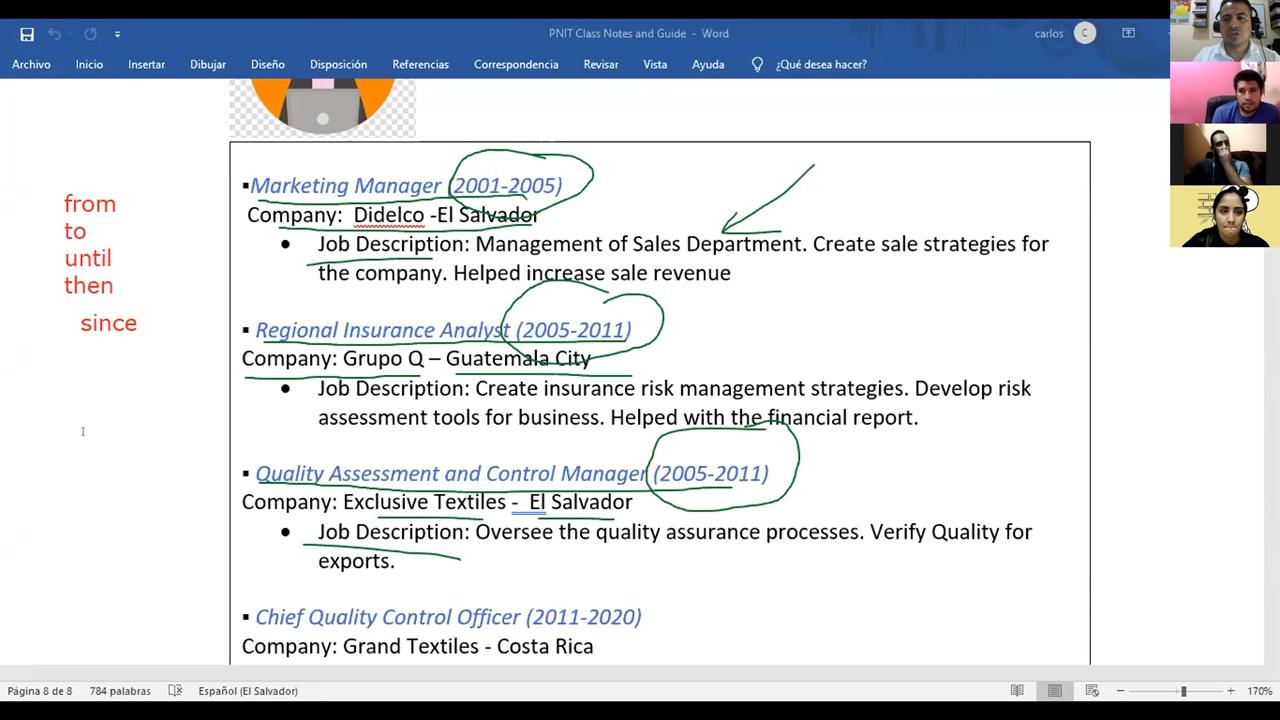 PNIT Class Notes and Guide - Word
carlos
C
Archivo Inicio Insertar Dibujar Diseño Disposición Referencias Correspondencia Revisar Vista Ayuda ¿Qué desea hacer?
from
to
until
then
since
▪Marketing Manager (2001-2005)
Company: Didelco -El Salvador
● Job Description: Management of Sales Department. Create sale strategies for
the company. Helped increase sale revenue
▪ Regional Insurance Analyst (2005-2011)
Company: Grupo Q – Guatemala City
● Job Description: Create insurance risk management strategies. Develop risk
assessment tools for business. Helped with the financial report.
▪ Quality Assessment and Control Manager (2005-2011)
Company: Exclusive Textiles - El Salvador
● Job Description: Oversee the quality assurance processes. Verify Quality for
exports.
▪ Chief Quality Control Officer (2011-2020)
Company: Grand Textiles - Costa Rica
Página 8 de 8 784 palabras Español (El Salvador) 170%